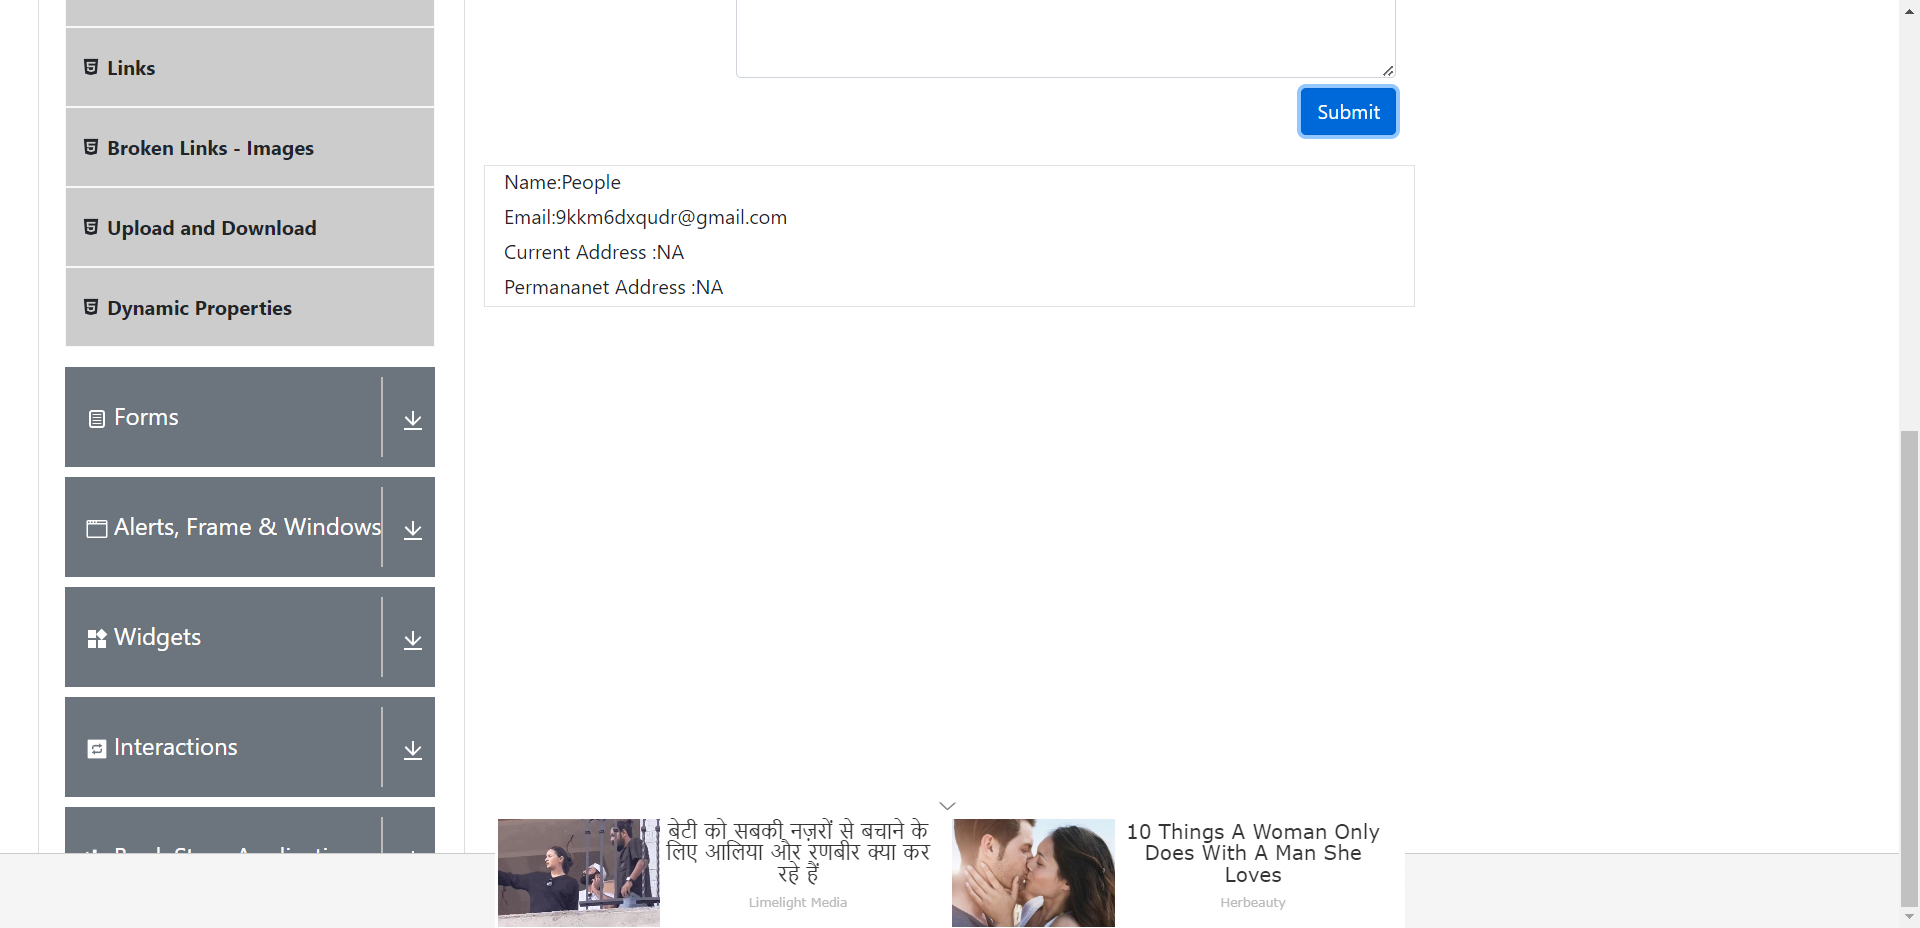 Links
Broken Links - Images
Upload and Download
Dynamic Properties
Forms
Alerts, Frame & Windows
Widgets
Interactions
Submit
Name:People
Email:9kkm6dxqudr@gmail.com
Current Address :NA
Permananet Address :NA
बेटी को सबकी नज़रों से बचाने के
लिए आलिया और रणबीर क्या कर
रहे हैं
Limelight Media
10 Things A Woman Only
Does With A Man She
Loves
Herbeauty